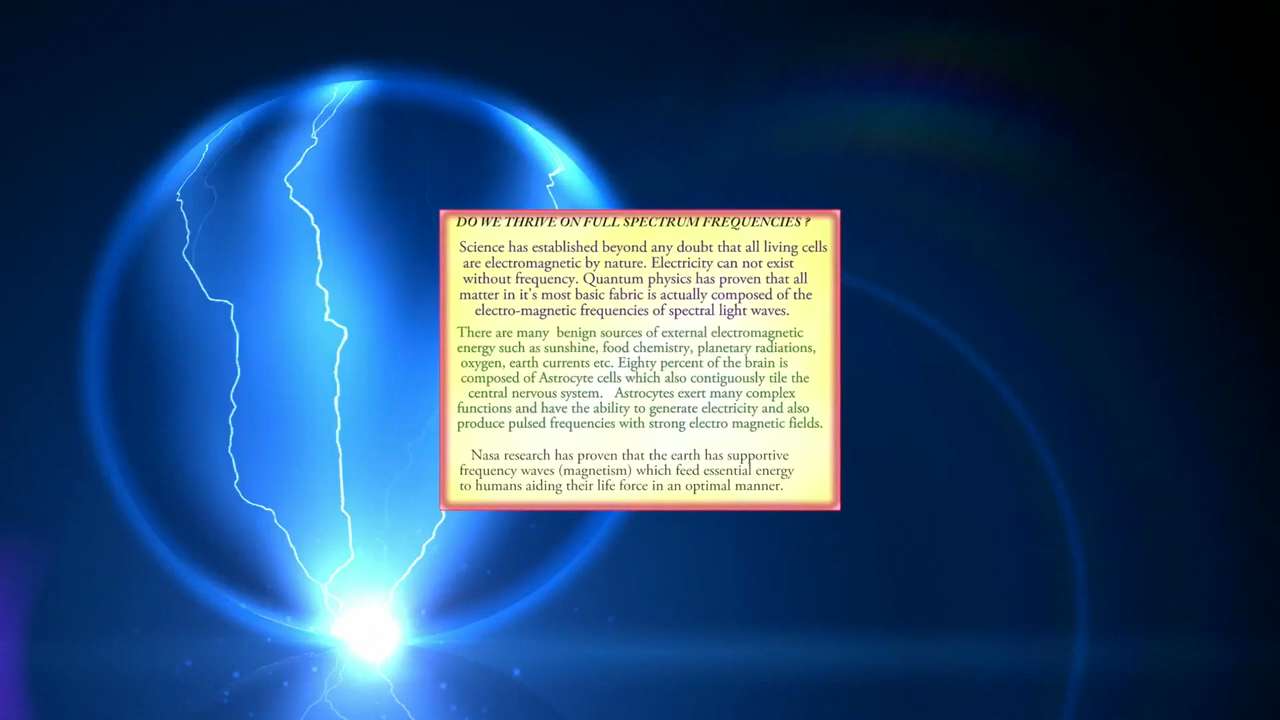 DO WE THRIVE ON FULL SPECTRUM FREQUENCIES ?
Science has established beyond any doubt that all living cells
are electromagnetic by nature. Electricity can not exist
without frequency. Quantum physics has proven that all
matter in it's most basic fabric is actually composed of the
electro-magnetic frequencies of spectral light waves.
There are many benign sources of external electromagnetic
energy such as sunshine, food chemistry, planetary radiations,
oxygen, earth currents etc. Eighty percent of the brain is
composed of Astrocyte cells which also contiguously tile the
central nervous system. Astrocytes exert many complex
functions and have the ability to generate electricity and also
produce pulsed frequencies with strong electro magnetic fields.
Nasa research has proven that the earth has supportive
frequency waves (magnetism) which feed essential energy
to humans aiding their life force in an optimal manner.